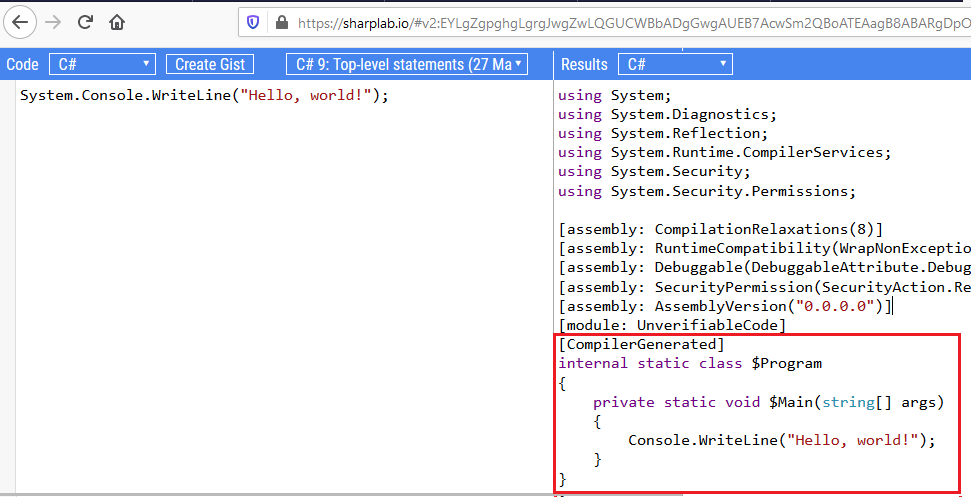 https://sharplab.io/#v2:EYLgZgpghgLgrgJwgZwLQGUCWBbADgGwgAUEB7AcwSm2QBoATEAagB8ABARgDpO
Code C# Create Gist C# 9: Top-level statements (27 Ma Results C#
System.Console.WriteLine("Hello, world!");
using System;
using System.Diagnostics;
using System.Reflection;
using System.Runtime.CompilerServices;
using System.Security;
using System.Security.Permissions;
[assembly: CompilationRelaxations(8)]
[assembly: RuntimeCompatibility(WrapNonExceptio
[assembly: Debuggable(DebuggableAttribute.Debug
[assembly: SecurityPermission(SecurityAction.Re
[assembly: AssemblyVersion("0.0.0.0")]
[module: UnverifiableCode]
[CompilerGenerated]
internal static class $Program
{
private static void $Main(string[] args)
{
Console.WriteLine("Hello, world!");
}
}